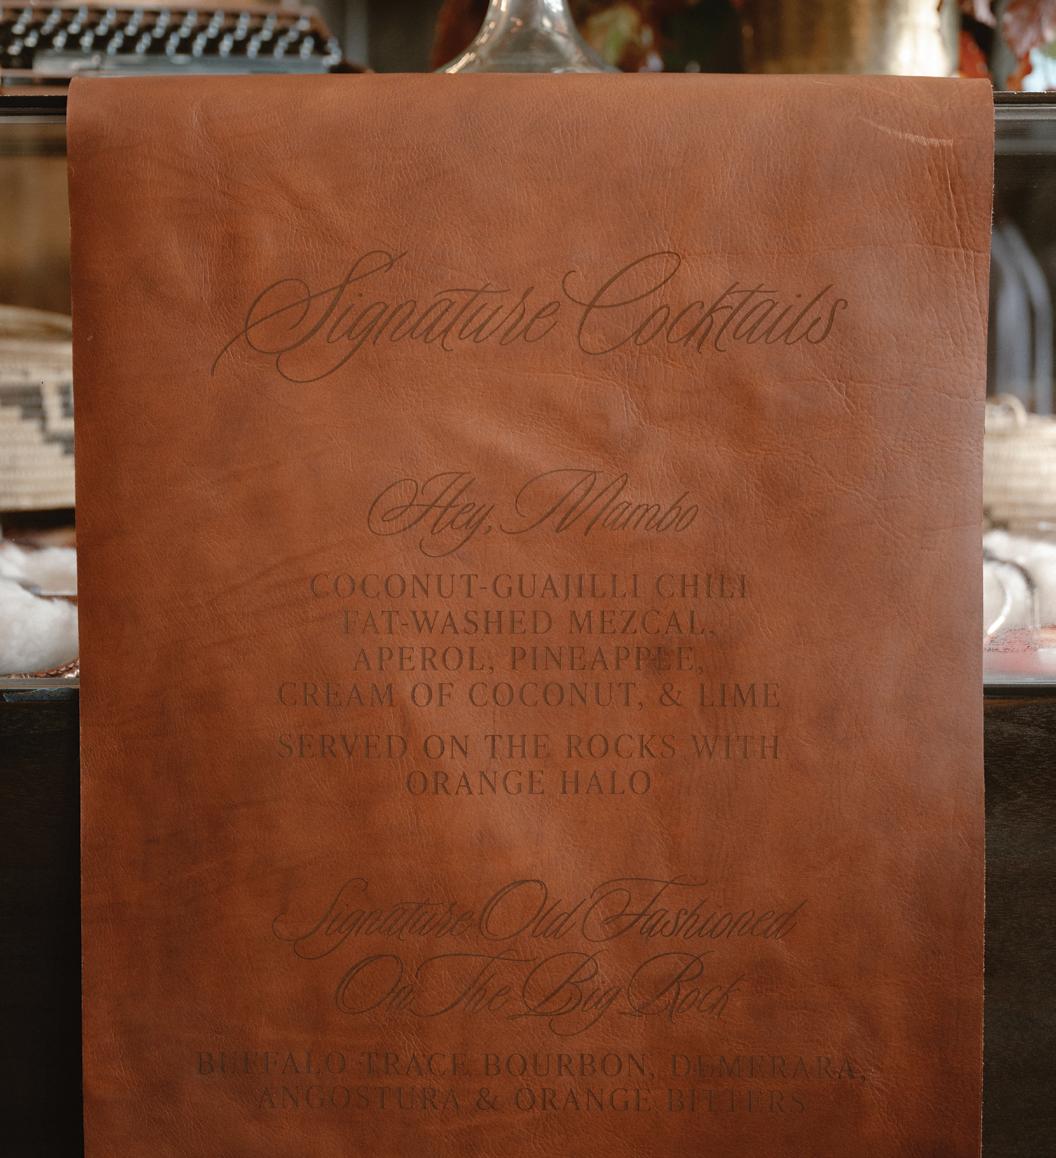 Signature Cocktails
Hey, Mambo
COCONUT-GUAJILLI CHILI
FAT-WASHED MEZCAL,
APEROL, PINEAPPLE,
CREAM OF COCONUT, & LIME
SERVED ON THE ROCKS WITH
ORANGE HALO
Signature Old Fashioned
On The Big Rock
BUFFALO TRACE BOURBON, DEMERARA,
ANGOSTURA & ORANGE BITTERS